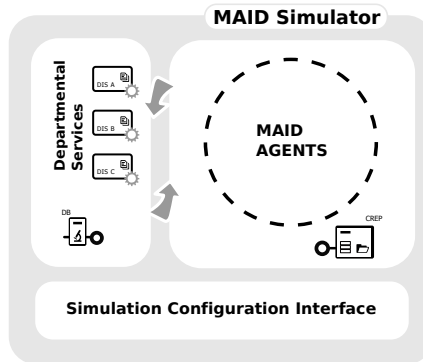 MAID Simulator
Departmental
Services
DIS A
DIS B
DIS C
DB
MAID
AGENTS
CREP
Simulation Configuration Interface